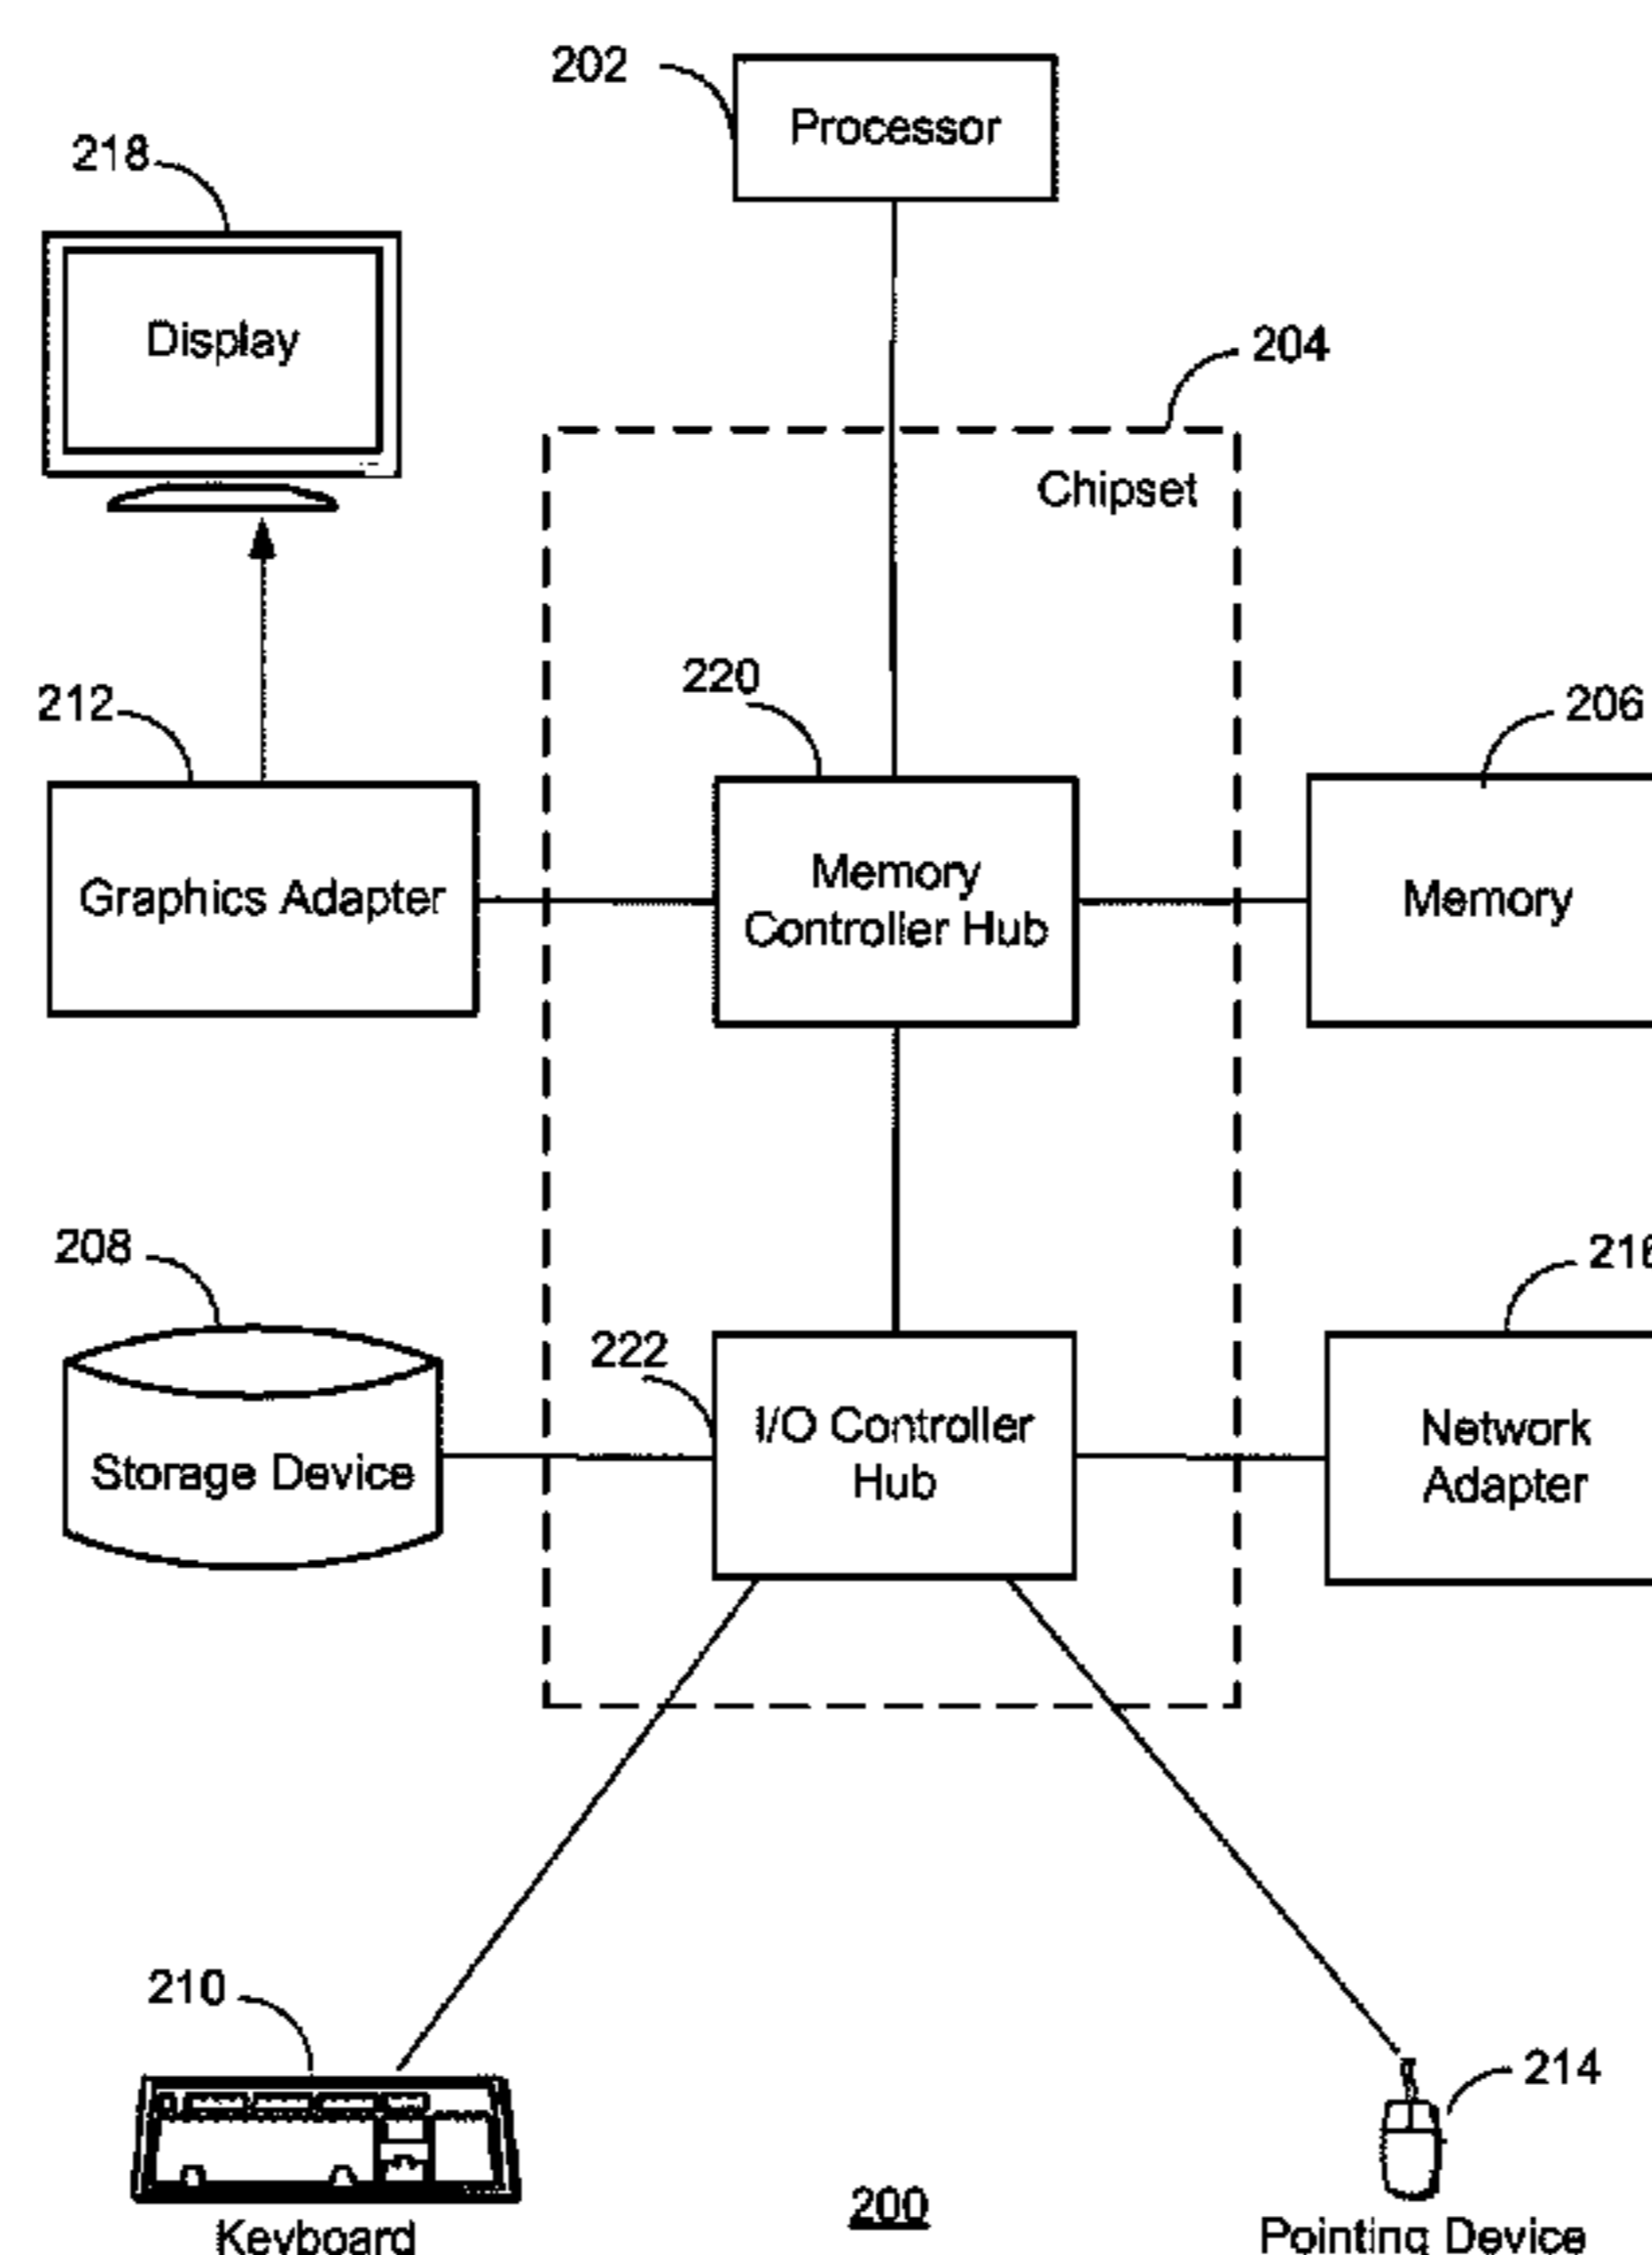 202
Processor
218
Display
204
Chipset
220
212
206
Graphics Adapter
Memory
Controller Hub
Memory
208
216
222
Storage Device
I/O Controller
Hub
Network
Adapter
210
214
200
Keyboard
Pointing Device